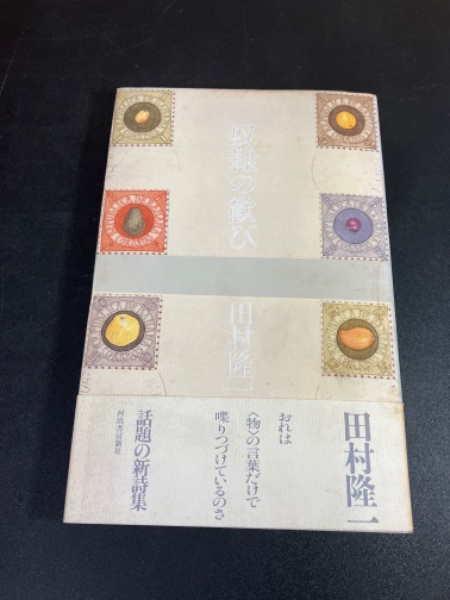 奴隷の歓び
田村隆一
田村隆一
おれは
〈物〉の言葉だけで
喋りつづけているのさ
話題の新詩集
河出書房新社